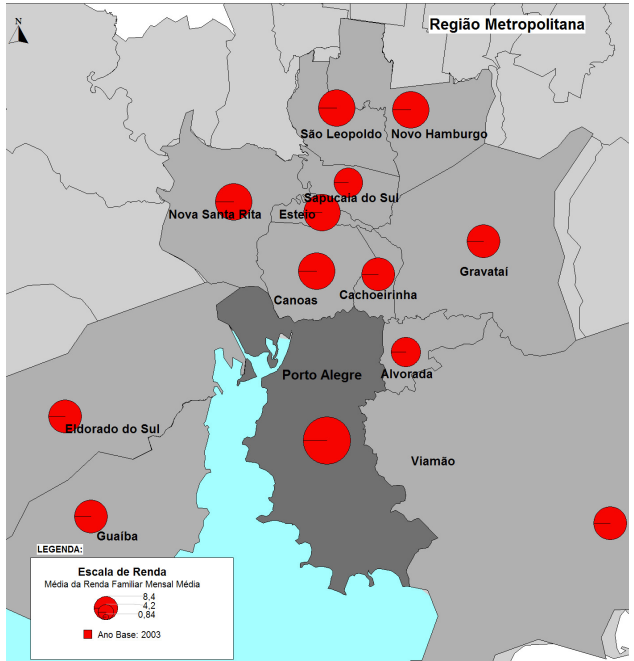 Região Metropolitana
N
São Leopoldo
Novo Hamburgo
Sapucaia do Sul
Nova Santa Rita
Esteio
Gravataí
Canoas
Cachoeirinha
Porto Alegre
Alvorada
Eldorado do Sul
Viamão
Guaíba
LEGENDA:
Escala de Renda
Média da Renda Familiar Mensal Média
8,4
4,2
0,84
Ano Base: 2003